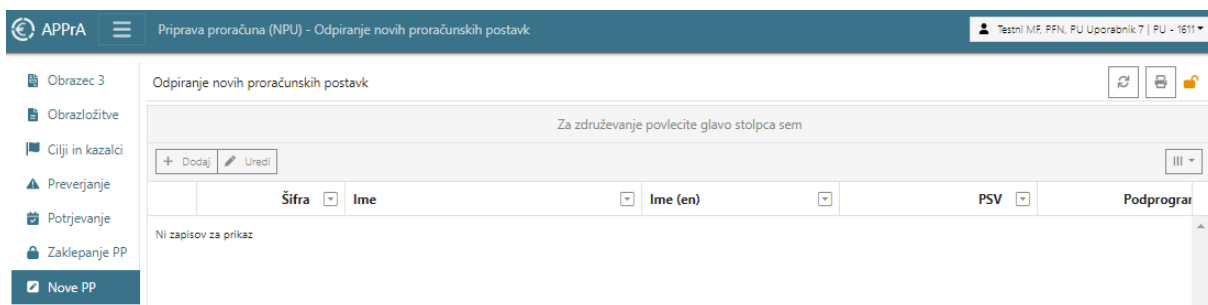 APPrA
Priprava proračuna (NPU) - Odpiranje novih proračunskih postavk
Testni MF, PFN, PU Uporabnik 7 | PU - 1611
Obrazec 3
Odpiranje novih proračunskih postavk
Obrazložitve
Za združevanje povlecite glavo stolpca sem
Cilji in kazalci
+ Dodaj Uredi
Preverjanje
Šifra Ime Ime (en) PSV Podprogram
Potrjevanje
Ni zapisov za prikaz
Zaklepanje PP
Nove PP